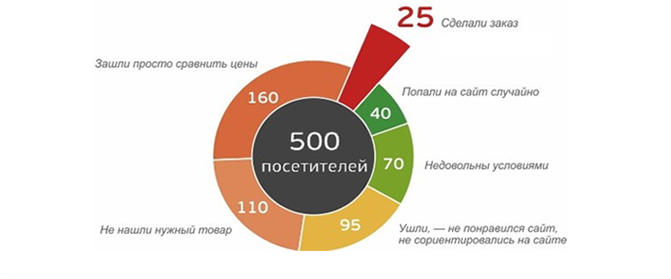 25 Сделали заказ
Зашли просто сравнить цены
160
Попали на сайт случайно
40
500
посетителей
70
Недовольны условиями
110
Не нашли нужный товар
95
Ушли, — не понравился сайт,
не сориентировались на сайте